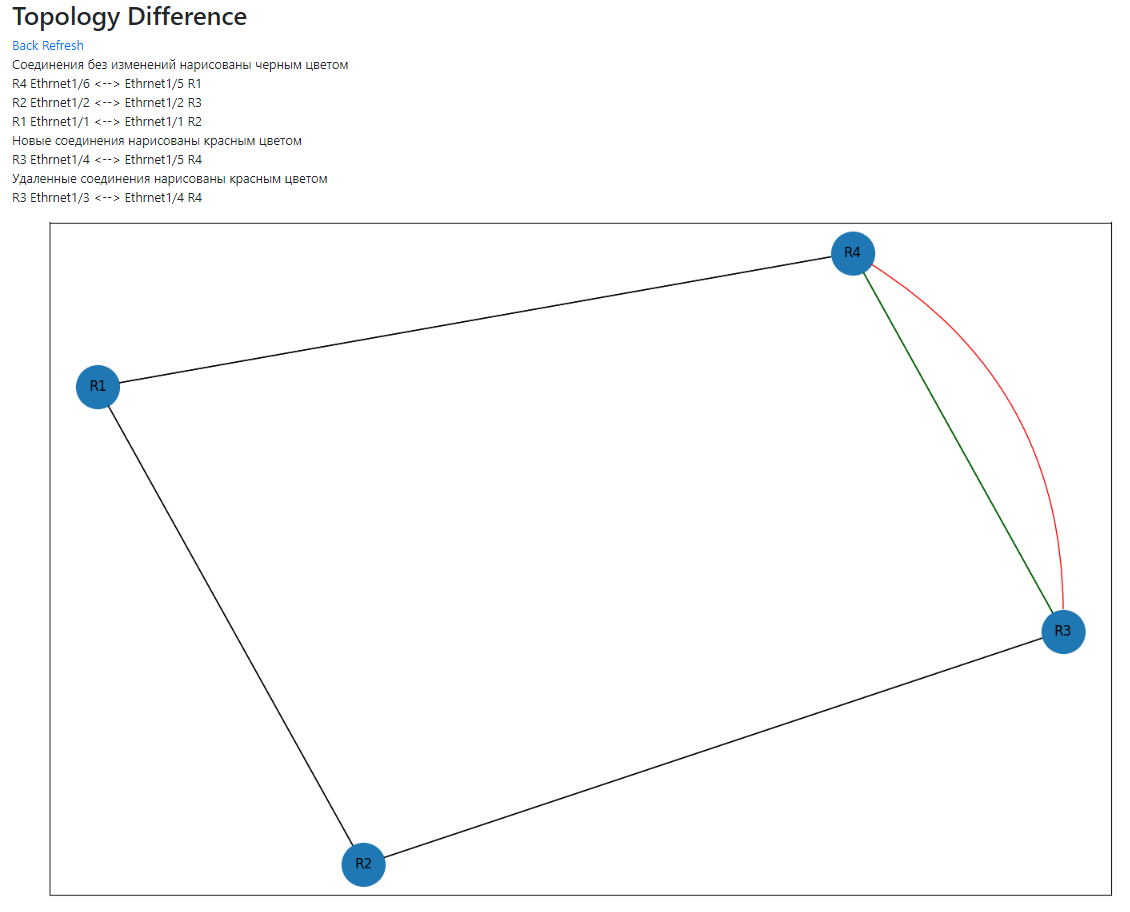 Topology Difference
Back Refresh
Соединения без изменений нарисованы черным цветом
R4 Ethrnet1/6 <--> Ethrnet1/5 R1
R2 Ethrnet1/2 <--> Ethrnet1/2 R3
R1 Ethrnet1/1 <--> Ethrnet1/1 R2
Новые соединения нарисованы красным цветом
R3 Ethrnet1/4 <--> Ethrnet1/5 R4
Удаленные соединения нарисованы красным цветом
R3 Ethrnet1/3 <--> Ethrnet1/4 R4
R4
R1
R3
R2